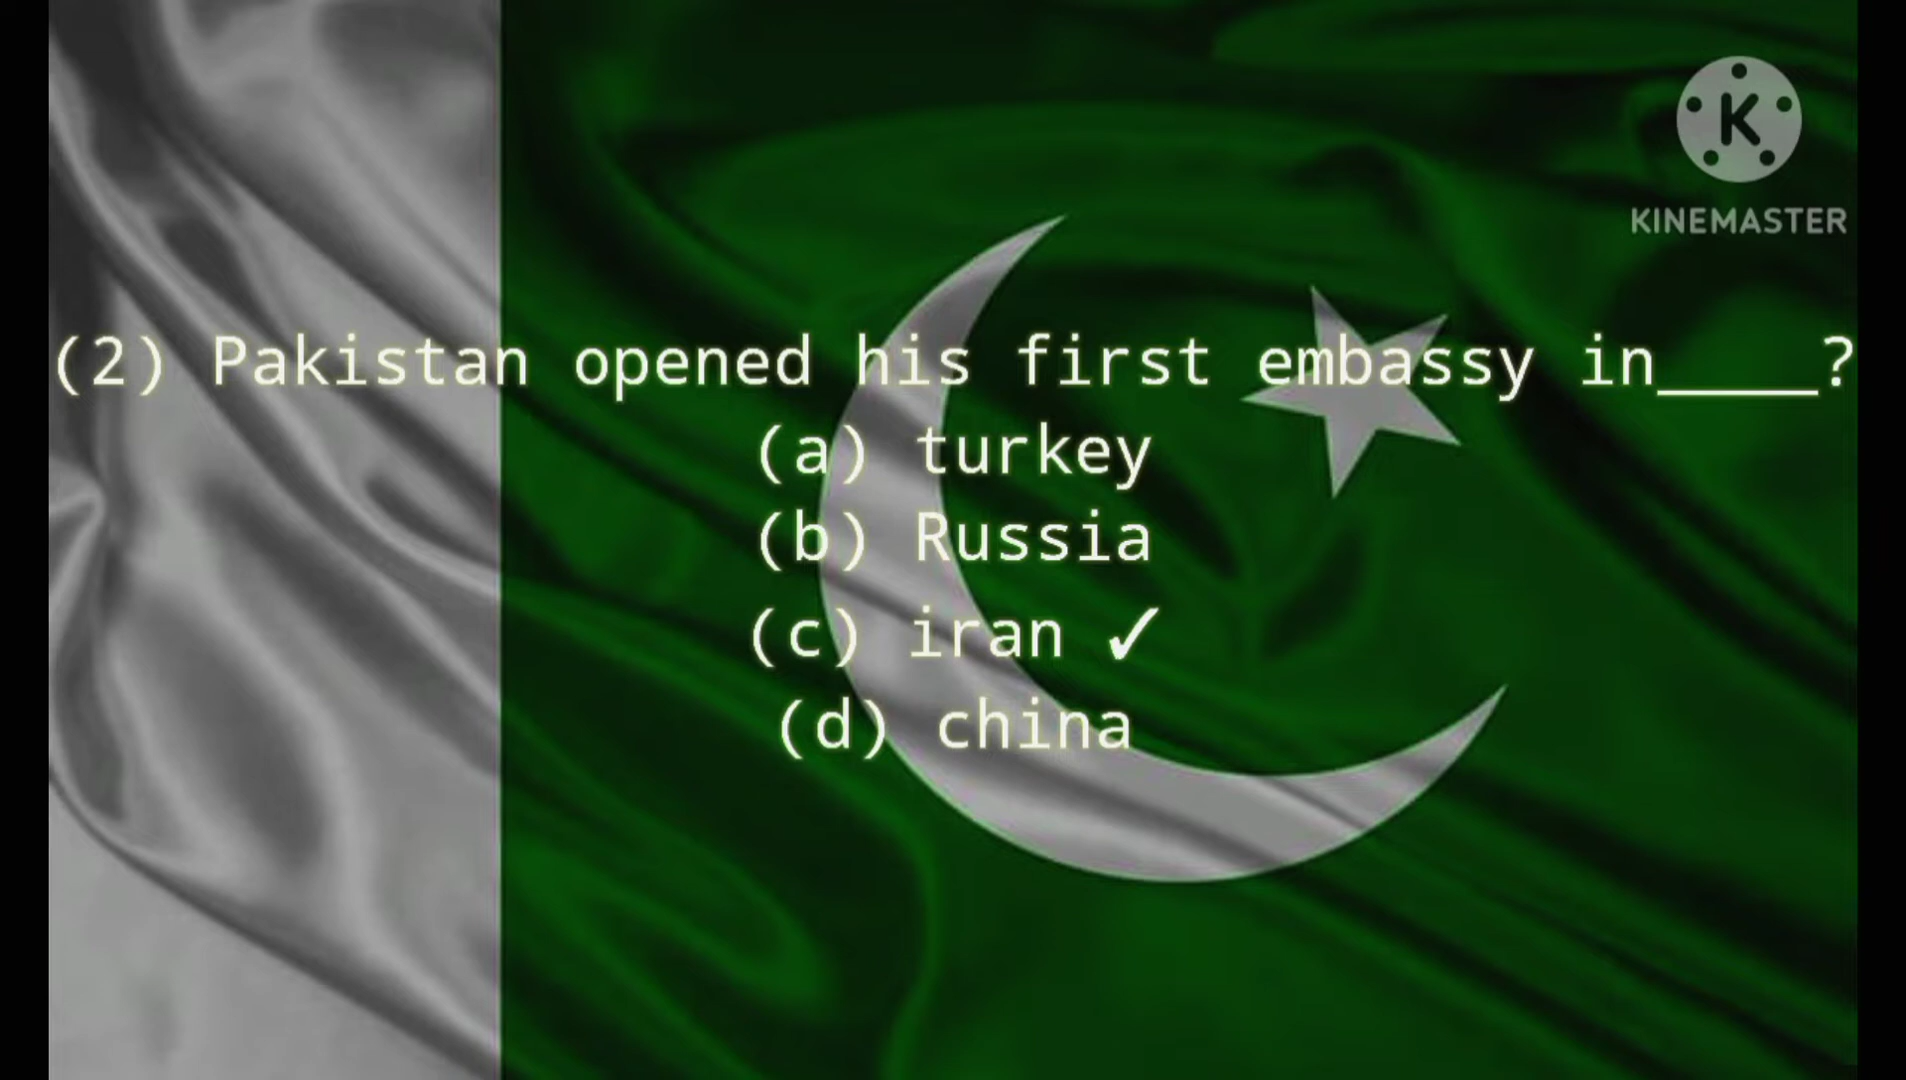 K
KINEMASTER
(2) Pakistan opened his first embassy in____?
(a) turkey
(b) Russia
(c) iran ✓
(d) china